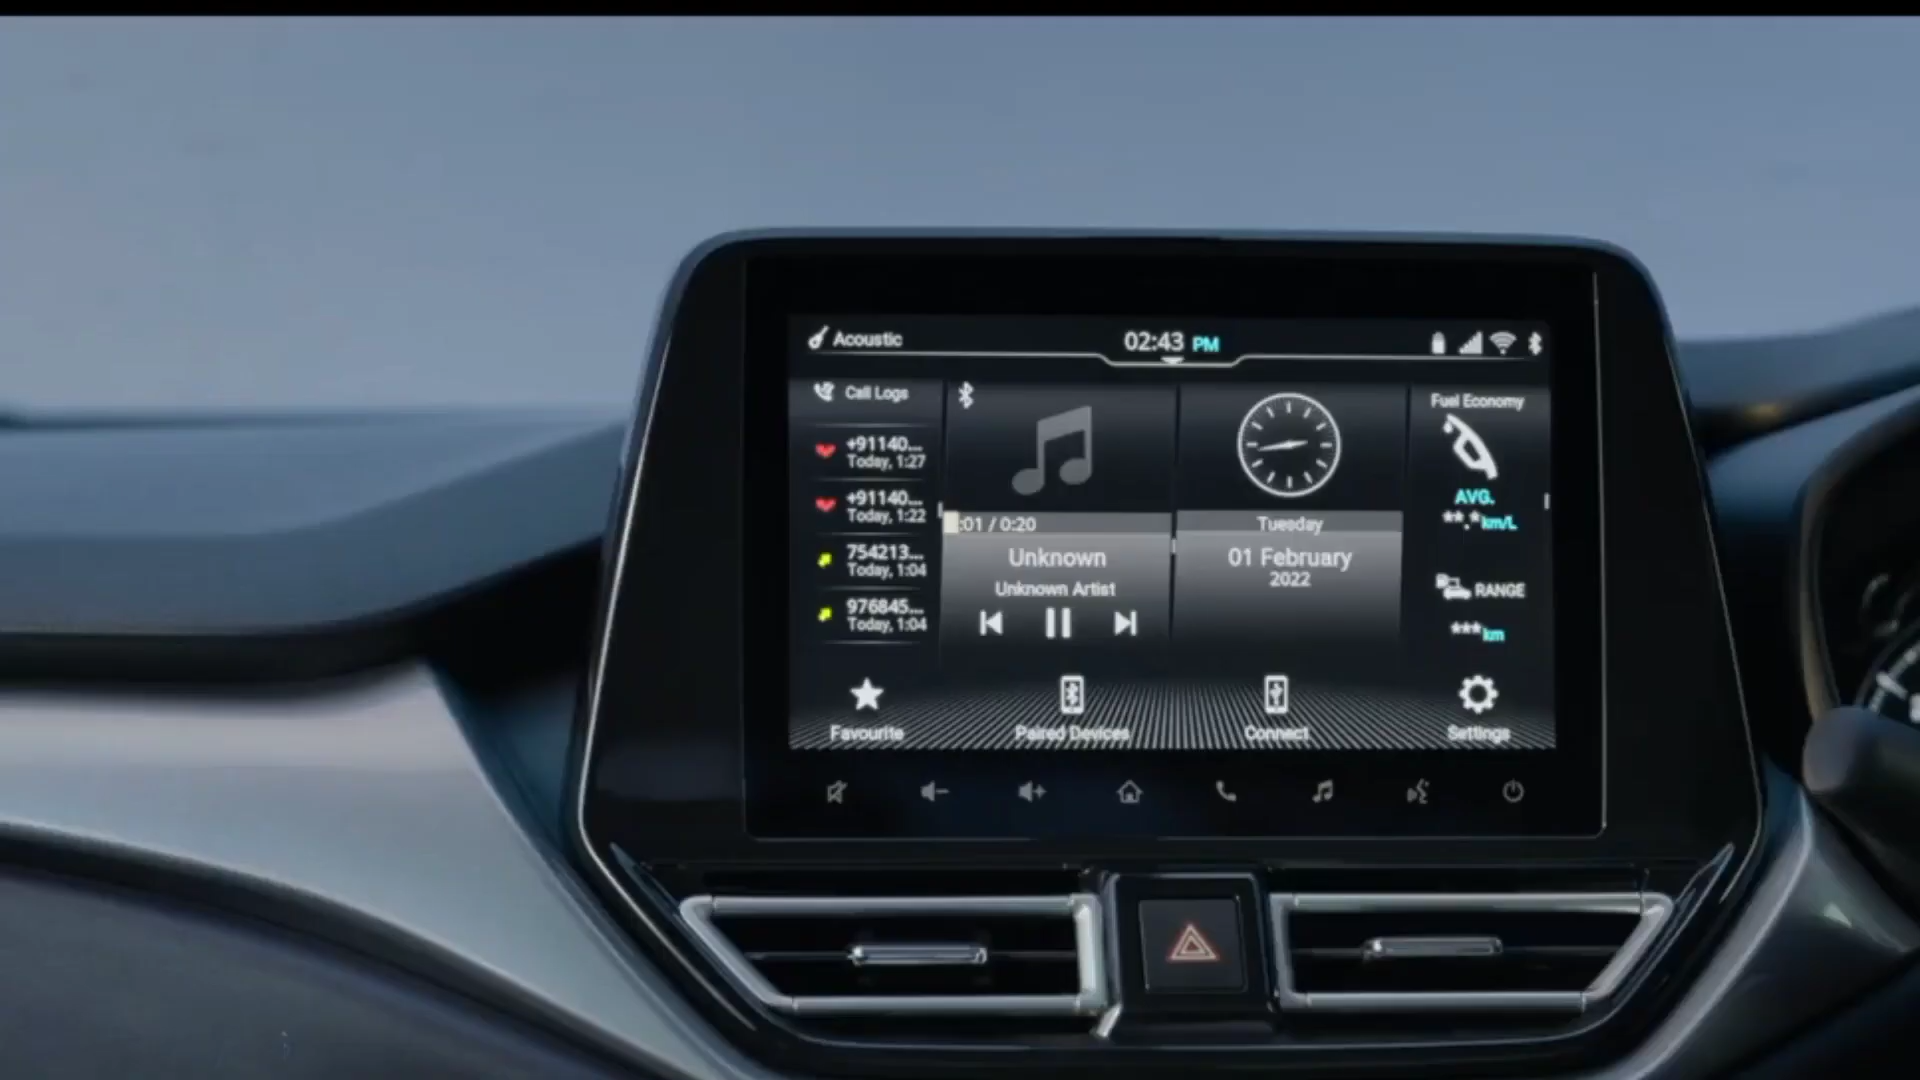 Acoustic
02:43 PM
Call Logs
+91140...
Today, 1:27
+91140...
Today, 1:22
754213...
Today, 1:04
976845...
Today, 1:04
:01 / 0:20
Unknown
Unknown Artist
Tuesday
01 February
2022
Fuel Economy
AVG.
**.*km/L
RANGE
***km
Favourite
Paired Devices
Connect
Settings